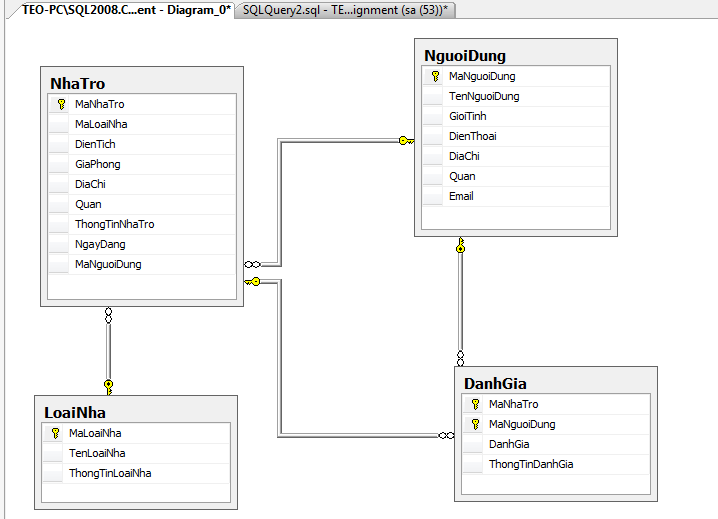 TEO-PC\SQL2008.C...ent - Diagram_0*
SQLQuery2.sql - TE...ignment (sa (53))*
NhaTro
MaNhaTro
MaLoaiNha
DienTich
GiaPhong
DiaChi
Quan
ThongTinNhaTro
NgayDang
MaNguoiDung
NguoiDung
MaNguoiDung
TenNguoiDung
GioiTinh
DienThoai
DiaChi
Quan
Email
LoaiNha
MaLoaiNha
TenLoaiNha
ThongTinLoaiNha
DanhGia
MaNhaTro
MaNguoiDung
DanhGia
ThongTinDanhGia